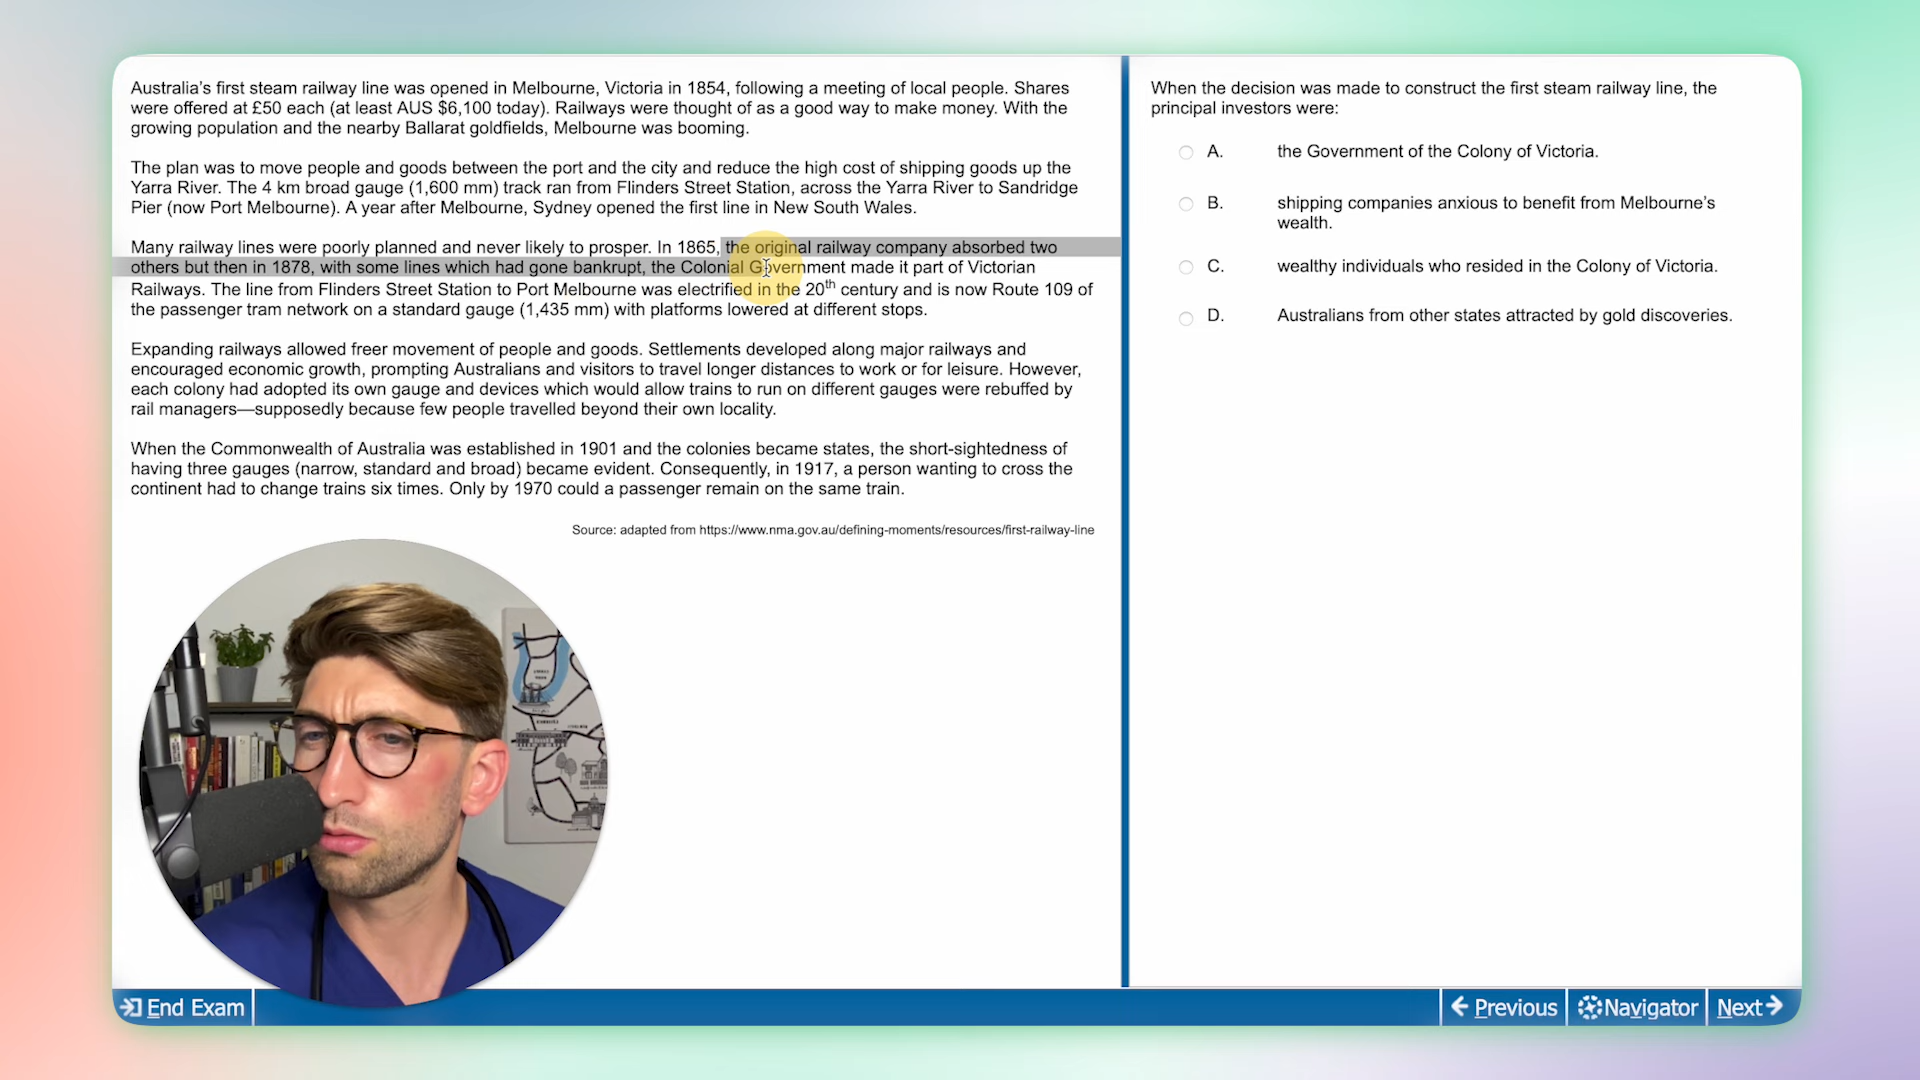 Australia's first steam railway line was opened in Melbourne, Victoria in 1854, following a meeting of local people. Shares
were offered at £50 each (at least AUS $6,100 today). Railways were thought of as a good way to make money. With the
growing population and the nearby Ballarat goldfields, Melbourne was booming.
The plan was to move people and goods between the port and the city and reduce the high cost of shipping goods up the
Yarra River. The 4 km broad gauge (1,600 mm) track ran from Flinders Street Station, across the Yarra River to Sandridge
Pier (now Port Melbourne). A year after Melbourne, Sydney opened the first line in New South Wales.
Many railway lines were poorly planned and never likely to prosper. In 1865, the original railway company absorbed two
others but then in 1878, with some lines which had gone bankrupt, the Colonial Government made it part of Victorian
Railways. The line from Flinders Street Station to Port Melbourne was electrified in the 20th century and is now Route 109 of
the passenger tram network on a standard gauge (1,435 mm) with platforms lowered at different stops.
Expanding railways allowed freer movement of people and goods. Settlements developed along major railways and
encouraged economic growth, prompting Australians and visitors to travel longer distances to work or for leisure. However,
each colony had adopted its own gauge and devices which would allow trains to run on different gauges were rebuffed by
rail managers—supposedly because few people travelled beyond their own locality.
When the Commonwealth of Australia was established in 1901 and the colonies became states, the short-sightedness of
having three gauges (narrow, standard and broad) became evident. Consequently, in 1917, a person wanting to cross the
continent had to change trains six times. Only by 1970 could a passenger remain on the same train.
Source: adapted from https://www.nma.gov.au/defining-moments/resources/first-railway-line
When the decision was made to construct the first steam railway line, the
principal investors were:
A. the Government of the Colony of Victoria.
B. shipping companies anxious to benefit from Melbourne's
wealth.
C. wealthy individuals who resided in the Colony of Victoria.
D. Australians from other states attracted by gold discoveries.
End Exam
Previous
Navigator
Next